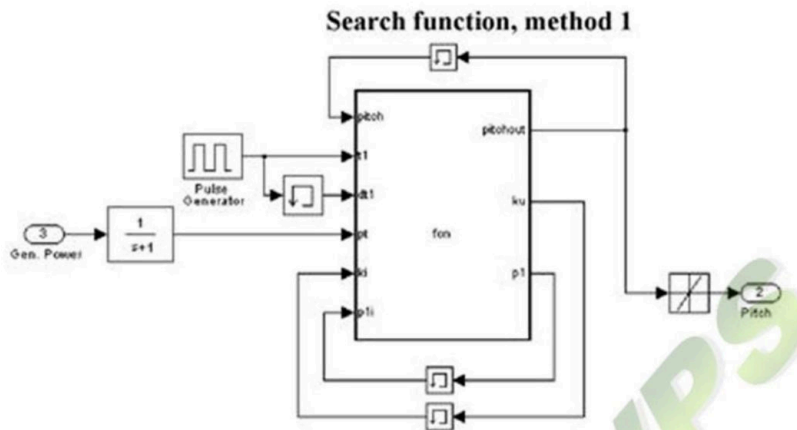 Search function, method 1
pitch
pitchout
t1
Pulse
Generator
dt1
ku
3
Gen. Power
1
s+1
pt
fcn
ki
p1
p1i
2
Pitch
YPS